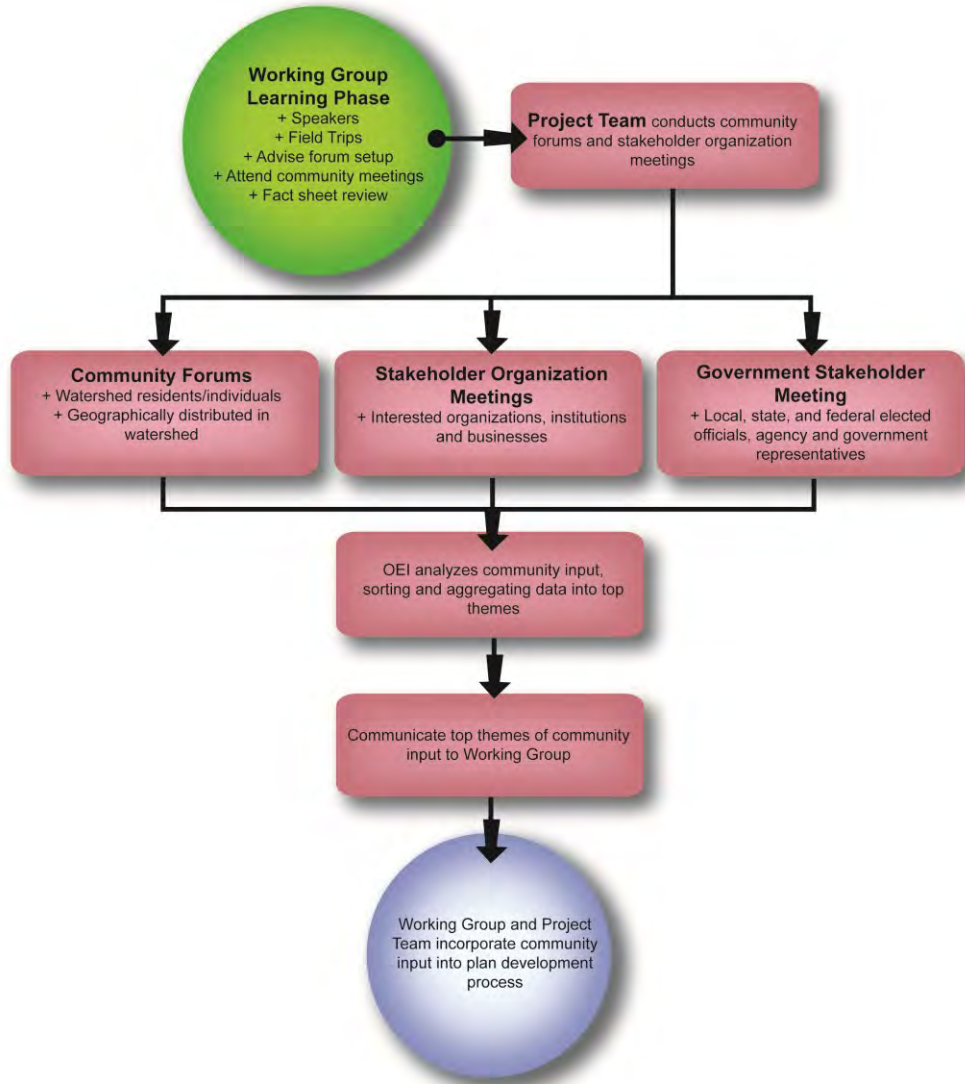 Working Group
Learning Phase
+ Speakers
+ Field Trips
+ Advise forum setup
+ Attend community meetings
+ Fact sheet review
Project Team conducts community
forums and stakeholder organization
meetings
Community Forums
+ Watershed residents/individuals
+ Geographically distributed in
watershed
Stakeholder Organization
Meetings
+ Interested organizations, institutions
and businesses
Government Stakeholder
Meeting
+ Local, state, and federal elected
officials, agency and government
representatives
OEI analyzes community input,
sorting and aggregating data into top
themes
Communicate top themes of community
input to Working Group
Working Group and Project
Team incorporate community
input into plan development
process